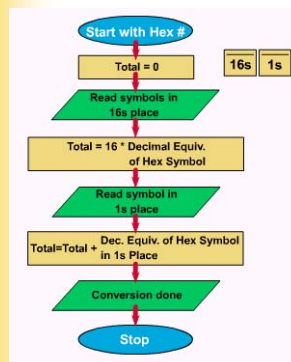 Start with Hex #
Total = 0
16s 1s
Read symbols in
16s place
Total = 16 * Decimal Equiv.
of Hex Symbol
Read symbol in
1s place
Total=Total + Dec. Equiv. of Hex Symbol
in 1s Place
Conversion done
Stop